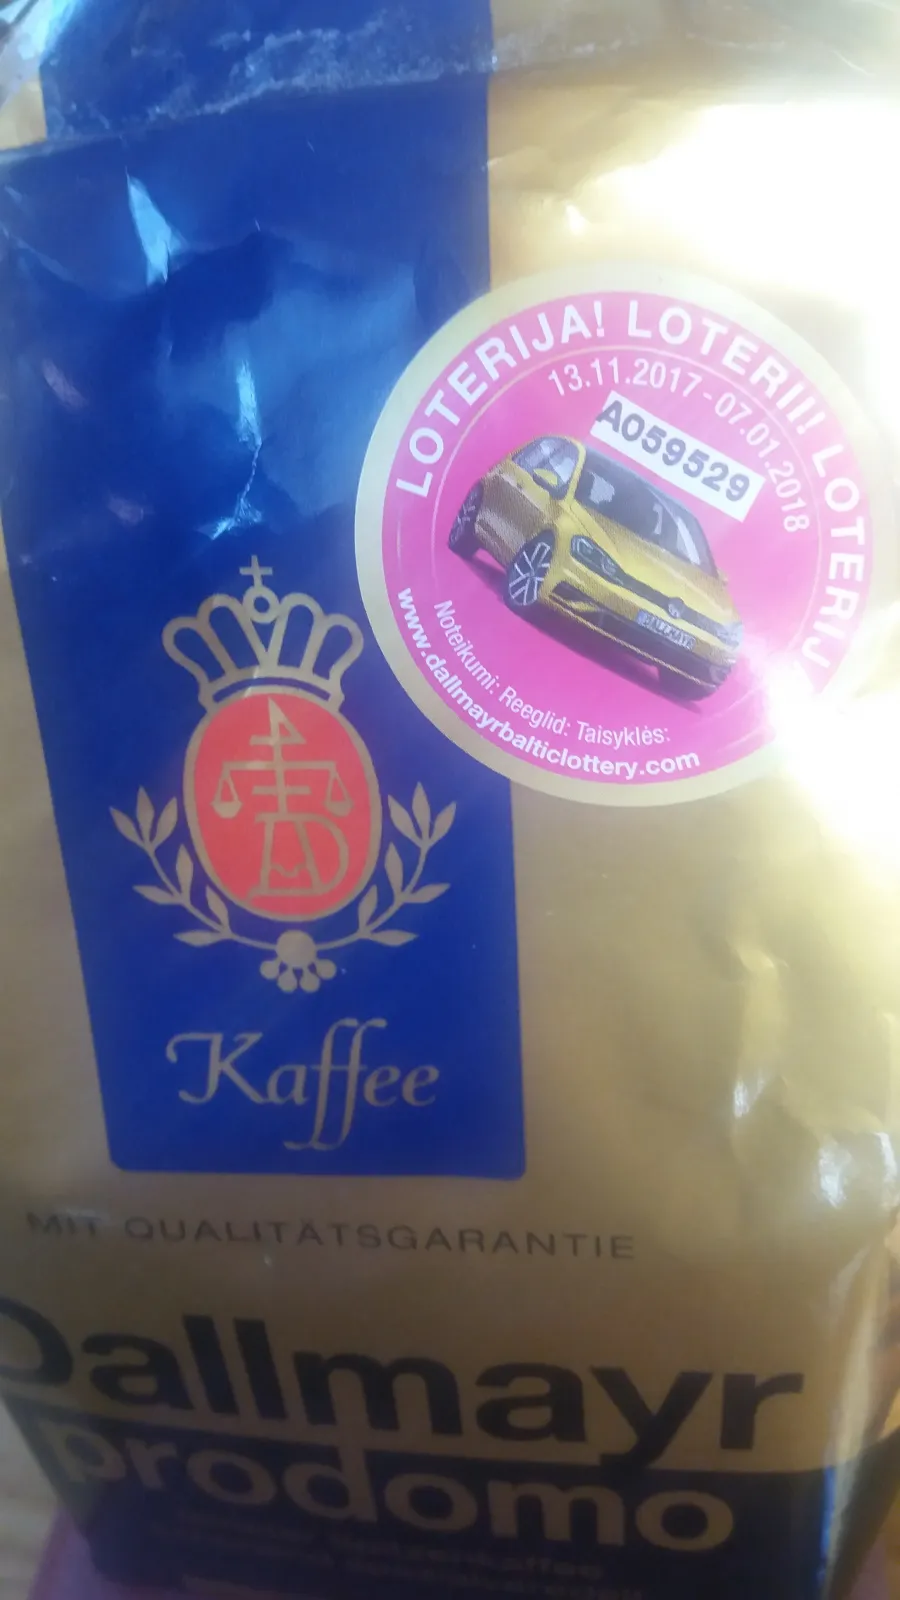 LOTERIJA! LOTERII! LOTERIJ
13.11.2017-07.01.2018
A059529
DALLMAYR
Noteikumi: Reeglid: Taisyklės:
www.dallmayrbalticlottery.com
Kaffee
MIT QUALITÄTSGARANTIE
Dallmayr
prodomo